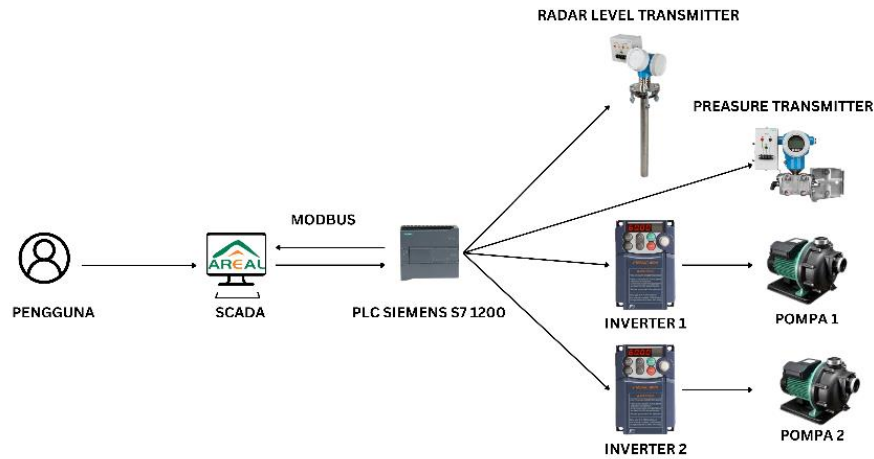 RADAR LEVEL TRANSMITTER
PREASURE TRANSMITTER
MODBUS
AREAL
PENGGUNA
SCADA
PLC SIEMENS S7 1200
INVERTER 1
POMPA 1
INVERTER 2
POMPA 2